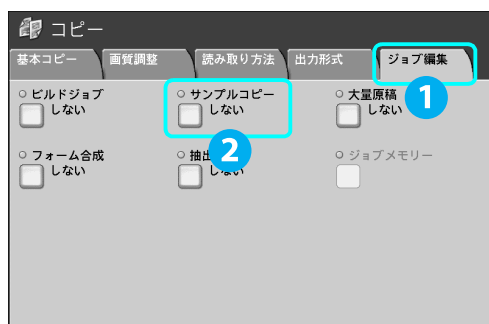 コピー
基本コピー 画質調整 読み取り方法 出力形式 ジョブ編集
1
ビルドジョブ サンプルコピー 大量原稿
しない しない しない
2
フォーム合成 抽出 ジョブメモリー
しない しない